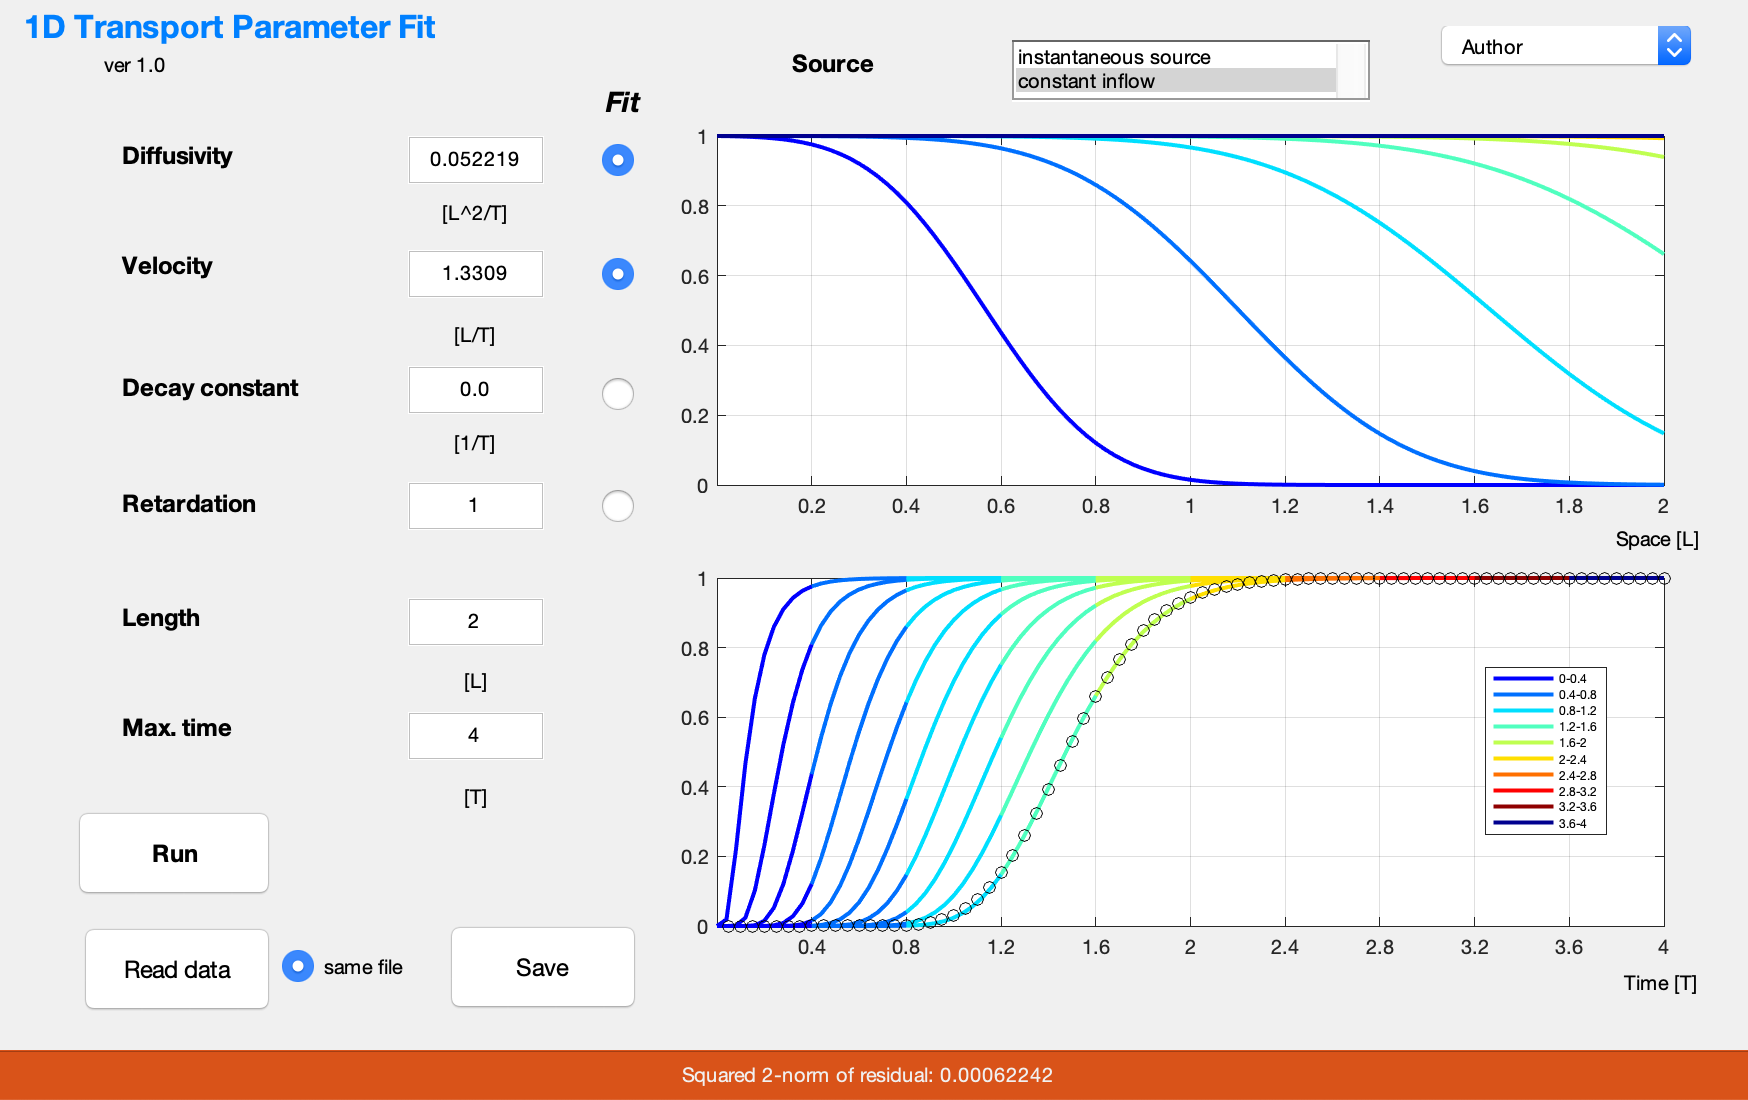 1D Transport Parameter Fit
ver 1.0
Source
instantaneous source
constant inflow
Author
Fit
Diffusivity
0.052219
[L^2/T]
Velocity
1.3309
[L/T]
Decay constant
0.0
[1/T]
Retardation
1
Length
2
[L]
Max. time
4
[T]
Run
Read data
same file
Save
1
0.8
0.6
0.4
0.2
0
0.2 0.4 0.6 0.8 1 1.2 1.4 1.6 1.8 2
Space [L]
1
0.8
0.6
0.4
0.2
0
0.4 0.8 1.2 1.6 2 2.4 2.8 3.2 3.6 4
Time [T]
0-0.4
0.4-0.8
0.8-1.2
1.2-1.6
1.6-2
2-2.4
2.4-2.8
2.8-3.2
3.2-3.6
3.6-4
Squared 2-norm of residual: 0.00062242